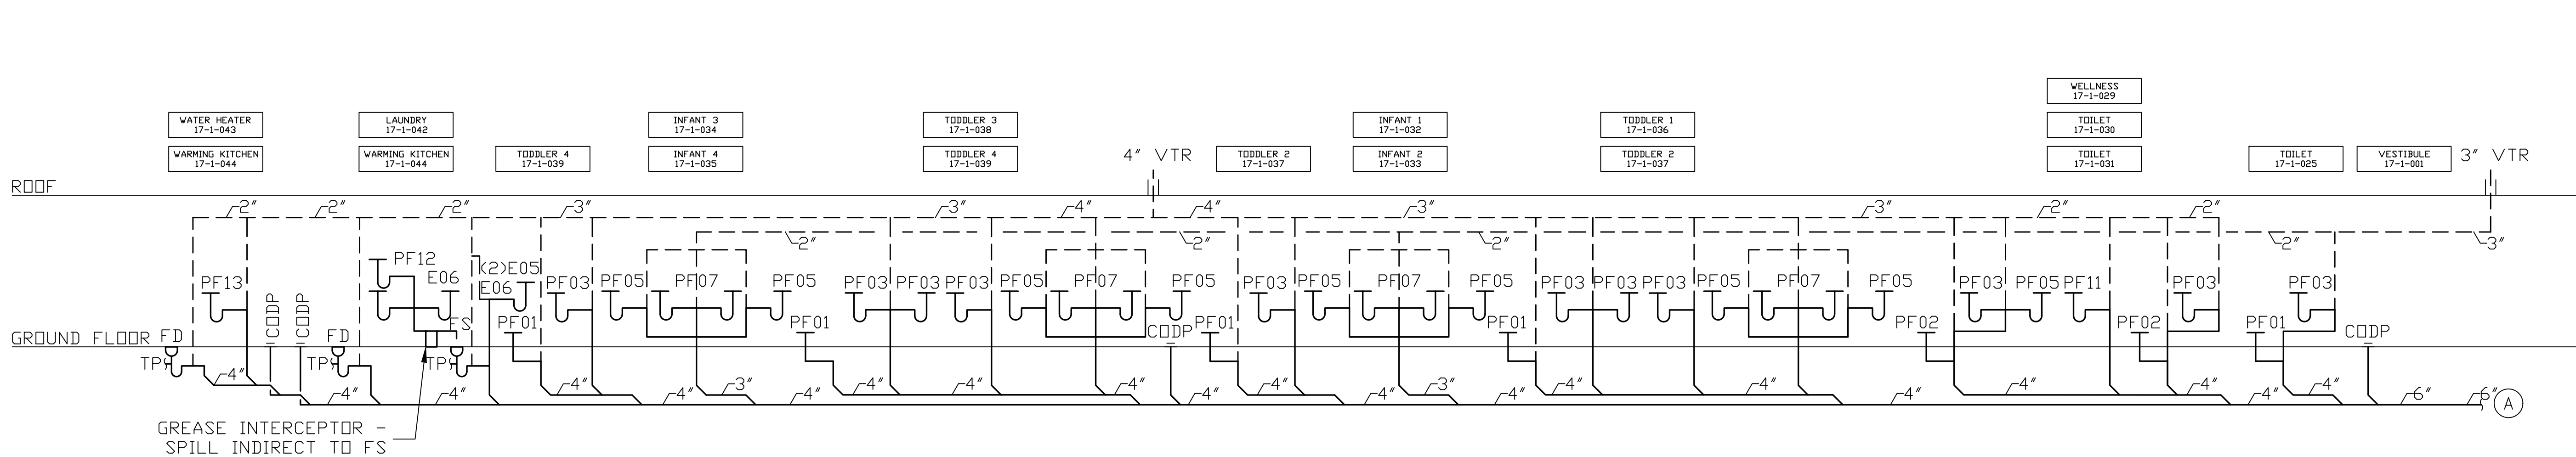 WELLNESS
17-1-029
WATER HEATER
17-1-043
LAUNDRY
17-1-042
INFANT 3
17-1-034
TODDLER 3
17-1-038
INFANT 1
17-1-032
TODDLER 1
17-1-036
TOILET
17-1-030
WARMING KITCHEN
17-1-044
WARMING KITCHEN
17-1-044
TODDLER 4
17-1-039
INFANT 4
17-1-035
TODDLER 4
17-1-039
4" VTR
TODDLER 2
17-1-037
INFANT 2
17-1-033
TODDLER 2
17-1-037
TOILET
17-1-031
TOILET
17-1-025
VESTIBULE
17-1-001
3" VTR
ROOF
2" 2" 2" 3" 3" 4" 4" 3" 3" 2" 2"
2" 2" 2" 2" 3"
PF12
E06
(2)E05
E06
PF13 PF03 PF05 PF07 PF05 PF03 PF03 PF03 PF05 PF07 PF05 PF03 PF05 PF07 PF05 PF03 PF03 PF03 PF05 PF07 PF05 PF03 PF05 PF11 PF03 PF03
CODP
CODP
FS PF01 PF01 CODP PF01 PF01 PF02 PF02 PF01 CODP
GROUND FLOOR FD FD
TPS TPS TPS
4" 4" 3" 4" 4" 4" 4" 3" 4" 4" 4" 4" 4"
4" 4" 4" 4" 4" 4" 4" 4" 4" 6" 6" A
GREASE INTERCEPTOR -
SPILL INDIRECT TO FS